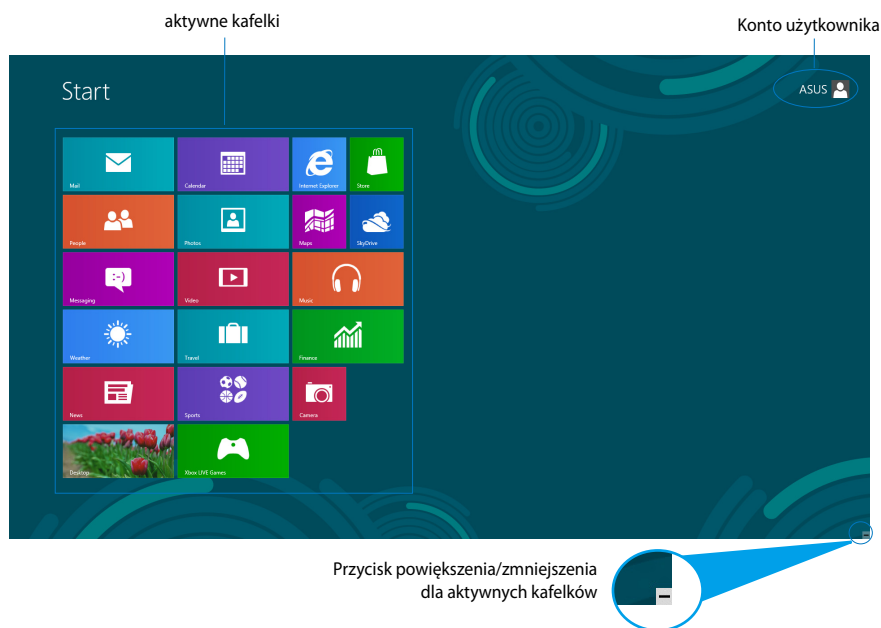 aktywne kafelki
Konto użytkownika
Start
ASUS
Mail
Calendar
Internet Explorer
Store
People
Photos
Maps
SkyDrive
Messaging
Video
Music
Weather
Travel
Finance
News
Sports
Camera
Desktop
Xbox LIVE Games
Przycisk powiększenia/zmniejszenia
dla aktywnych kafelków